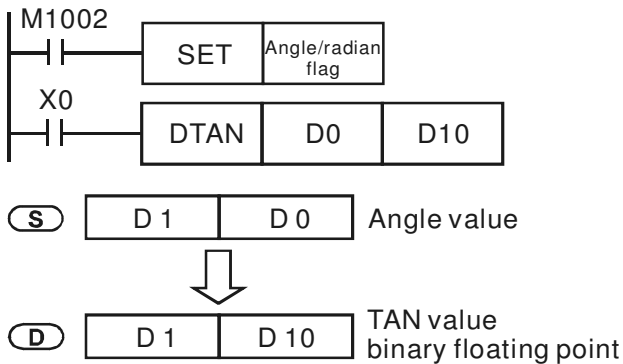 M1002
SET Angle/radian
flag
X0
DTAN D0 D10
S D 1 D 0 Angle value
D D 1 D 10 TAN value
binary floating point